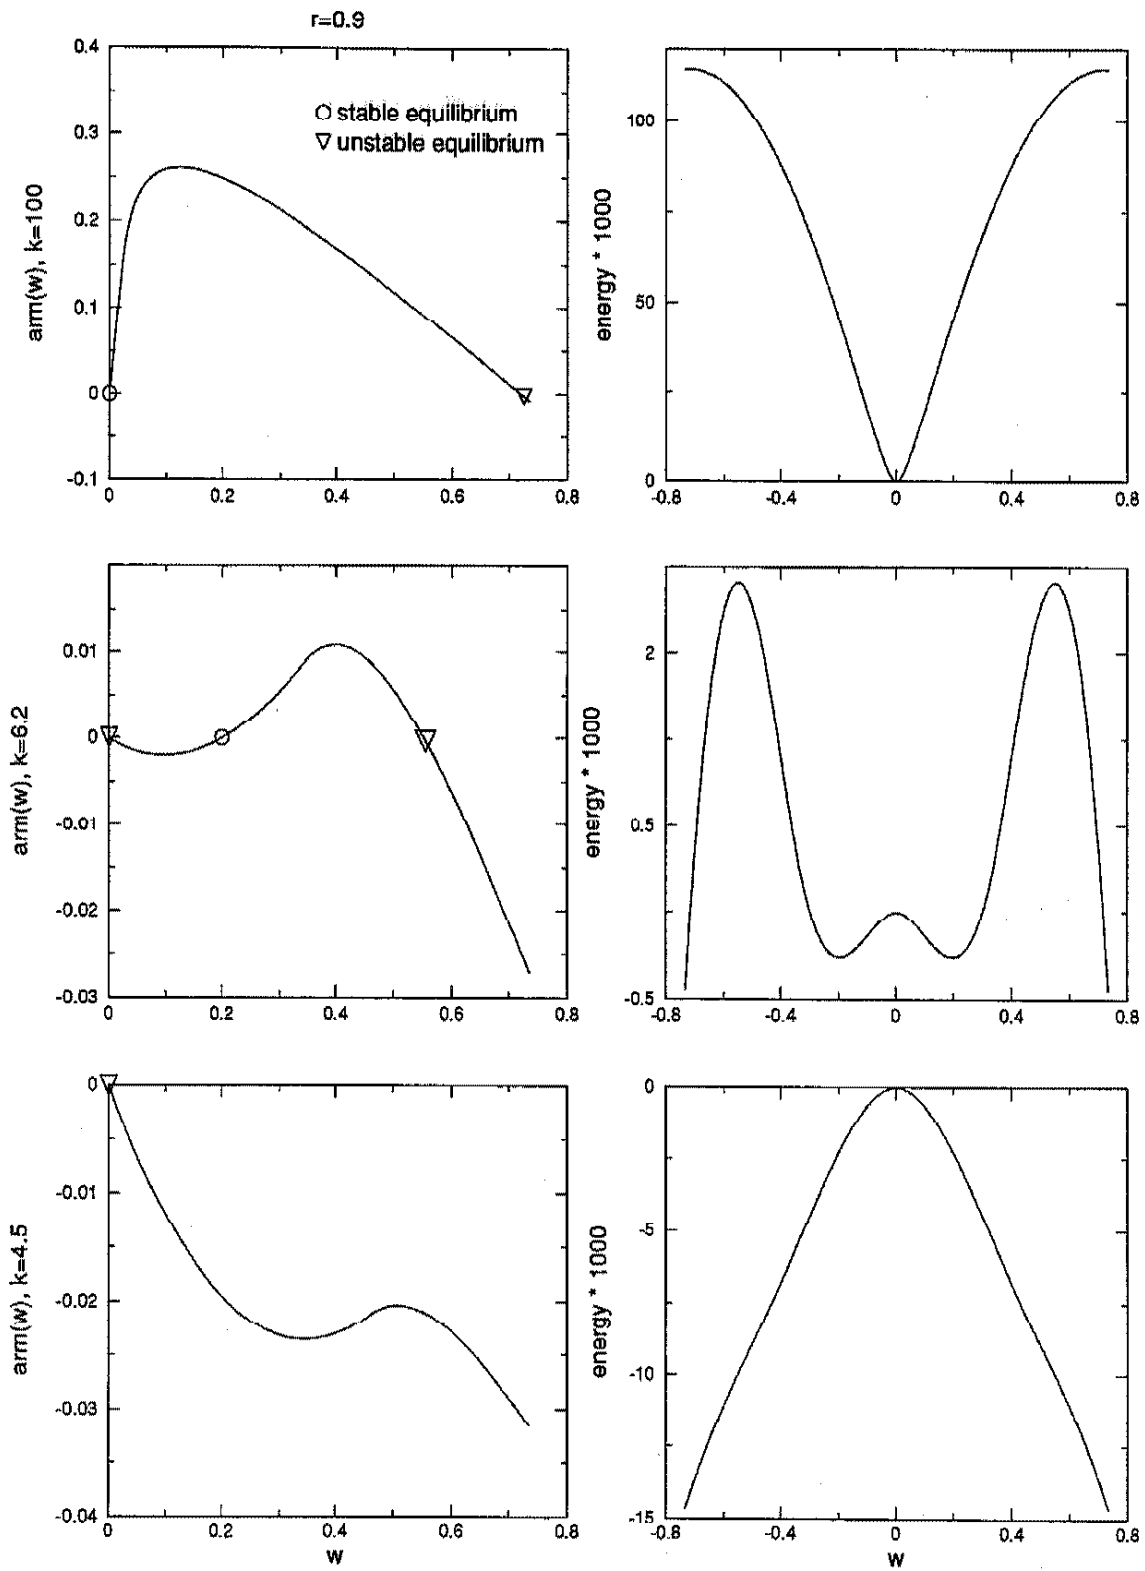 r=0.9
0.4
0.3
0.2
0.1
0
-0.1
arm(w), k=100
○ stable equilibrium
▽ unstable equilibrium
0 0.2 0.4 0.6 0.8
100
50
0
energy * 1000
-0.8 -0.4 0 0.4 0.8
0.01
0
-0.01
-0.02
-0.03
arm(w), k=6.2
0 0.2 0.4 0.6 0.8
2
0.5
-0.5
energy * 1000
-0.8 -0.4 0 0.4 0.8
0
-0.01
-0.02
-0.03
-0.04
arm(w), k=4.5
0 0.2 0.4 0.6 0.8
w
0
-5
-10
-15
energy * 1000
-0.8 -0.4 0 0.4 0.8
w